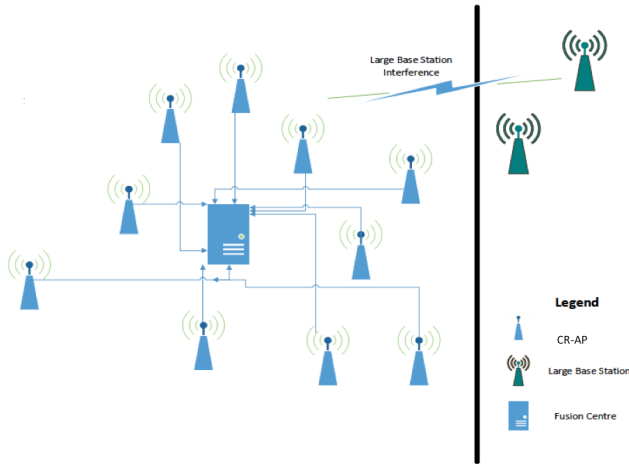 Large Base Station
Interference
Legend
CR-AP
Large Base Station
Fusion Centre